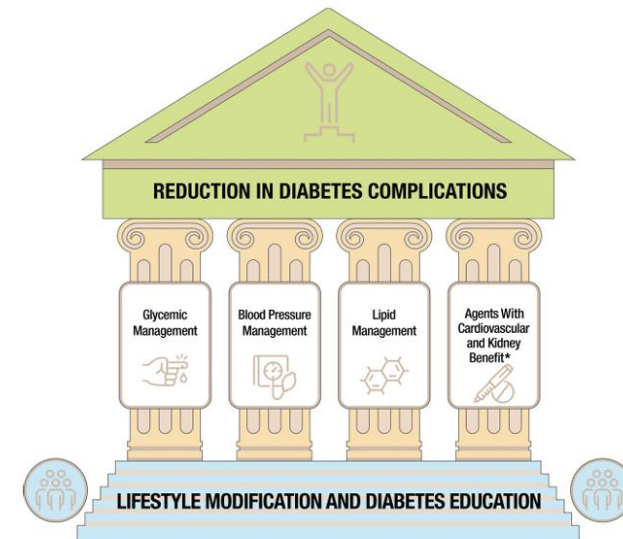 REDUCTION IN DIABETES COMPLICATIONS
Glycemic
Management
Blood Pressure
Management
Lipid
Management
Agents With
Cardiovascular
and Kidney
Benefit*
LIFESTYLE MODIFICATION AND DIABETES EDUCATION